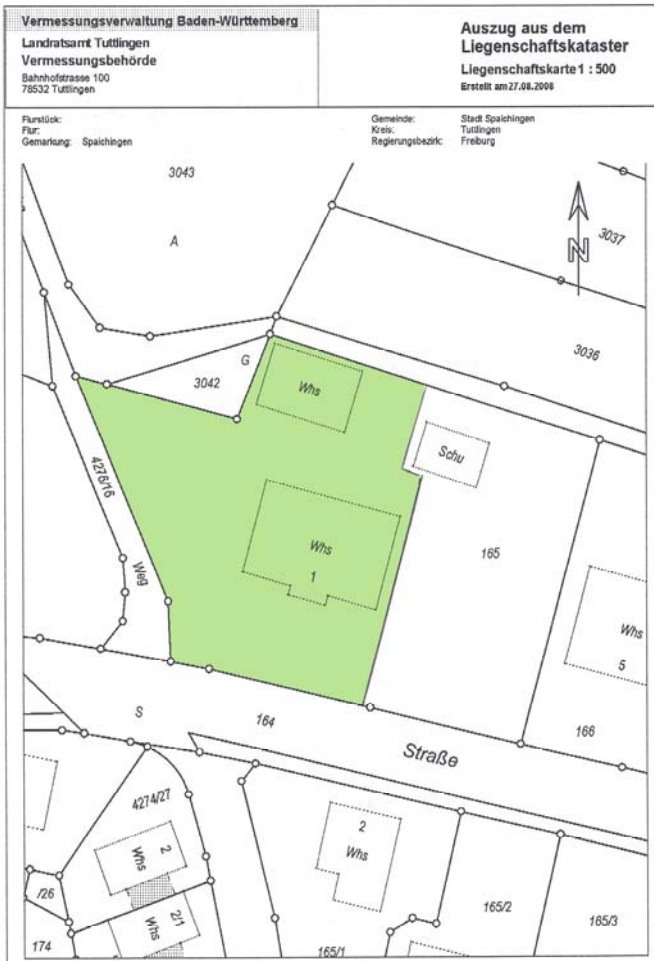 Vermessungsverwaltung Baden-Württemberg
Landratsamt Tuttlingen
Vermessungsbehörde
Bahnhofstrasse 100
78532 Tuttlingen
Auszug aus dem
Liegenschaftskataster
Liegenschaftskarte 1 : 500
Erstellt am 27.08.2008
Flurstück:
Flur:
Gemarkung: Spaichingen
Gemeinde: Stadt Spaichingen
Kreis: Tuttlingen
Regierungsbezirk: Freiburg
3043
A
N
3037
3036
G
3042
Whs
Schu
4276/16
Whs
1
165
Weg
Whs
5
S
164
166
Straße
4274/27
2
Whs
2
Whs
/26
2/1
Whs
174
165/1
165/2
165/3